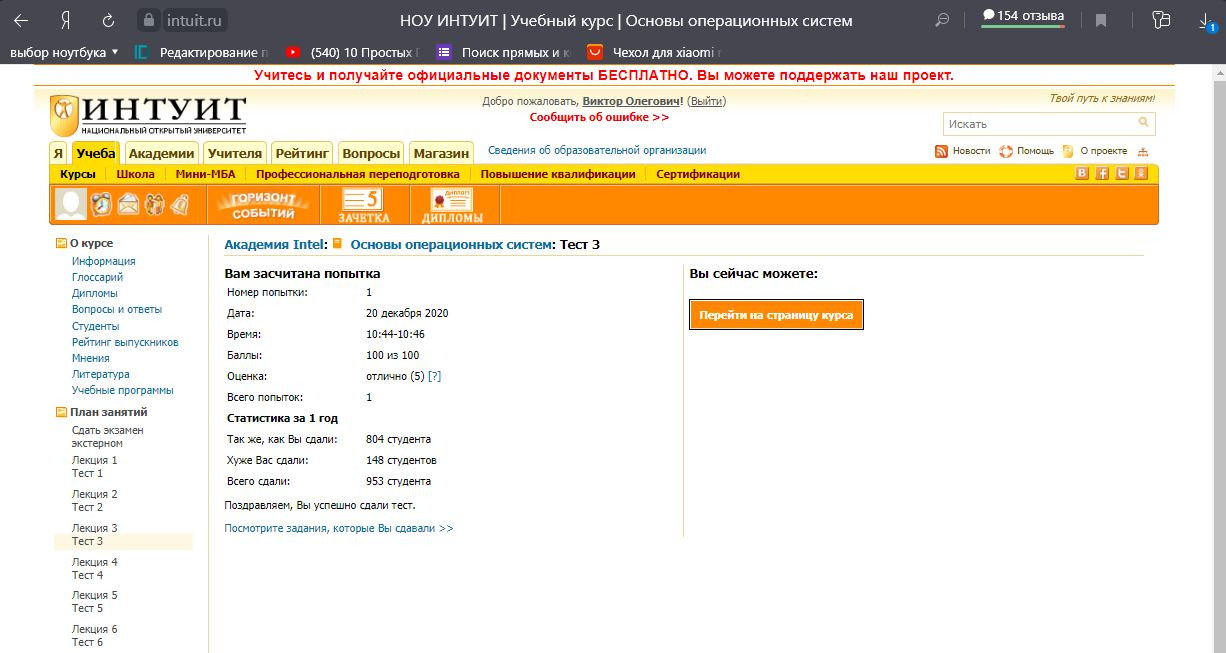 intuit.ru
НОУ ИНТУИТ | Учебный курс | Основы операционных систем
154 отзыва
1
выбор ноутбука
Редактирование п
(540) 10 Простых
Поиск прямых и к
Чехол для xiaomi
Учитесь и получайте официальные документы БЕСПЛАТНО. Вы можете поддержать наш проект.
ИНТУИТ
НАЦИОНАЛЬНЫЙ ОТКРЫТЫЙ УНИВЕРСИТЕТ
Добро пожаловать, Виктор Олегович! (Выйти)
Сообщить об ошибке >>
Твой путь к знаниям!
Искать
Я Учеба Академии Учителя Рейтинг Вопросы Магазин
Сведения об образовательной организации
Новости Помощь О проекте
Курсы Школа Мини-МБА Профессиональная переподготовка Повышение квалификации Сертификации
ГОРИЗОНТ
СОБЫТИЙ
5
ЗАЧЕТКА
ДИПЛОМ
ДИПЛОМЫ
О курсе
Информация
Глоссарий
Дипломы
Вопросы и ответы
Студенты
Рейтинг выпускников
Мнения
Литература
Учебные программы
План занятий
Сдать экзамен
экстерном
Лекция 1
Тест 1
Лекция 2
Тест 2
Лекция 3
Тест 3
Лекция 4
Тест 4
Лекция 5
Тест 5
Лекция 6
Тест 6
Академия Intel: Основы операционных систем: Тест 3
Вам засчитана попытка
Номер попытки: 1
Дата: 20 декабря 2020
Время: 10:44-10:46
Баллы: 100 из 100
Оценка: отлично (5) [?]
Всего попыток: 1
Статистика за 1 год
Так же, как Вы сдали: 804 студента
Хуже Вас сдали: 148 студентов
Всего сдали: 953 студента
Поздравляем, Вы успешно сдали тест.
Посмотрите задания, которые Вы сдавали >>
Вы сейчас можете:
Перейти на страницу курса